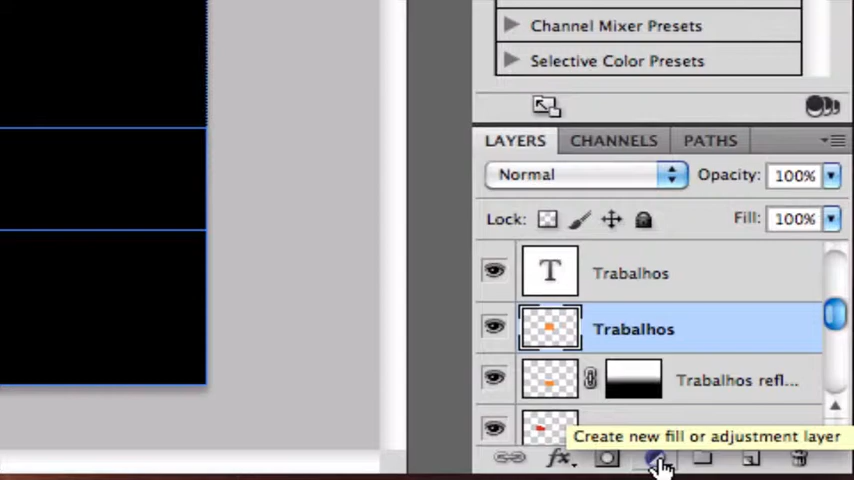 Channel Mixer Presets
Selective Color Presets
LAYERS CHANNELS PATHS
Normal Opacity: 100%
Lock: Fill: 100%
T Trabalhos
Trabalhos
Trabalhos refl...
Create new fill or adjustment layer
fx